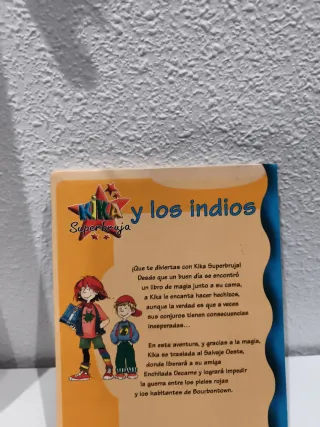 KIKA
Superbruja
y los indios
¡Que te diviertas con Kika Superbruja!
Desde que un buen día se encontró
un libro de magia junto a su cama,
a Kika le encanta hacer hechizos,
aunque la verdad es que a veces
sus conjuros tienen consecuencias
inesperadas...
En esta aventura, y gracias a la magia,
Kika se traslada al Salvaje Oeste,
donde liberará a su amiga
Enchilada Decarne y logrará impedir
la guerra entre los pieles rojas
y los habitantes de Bourbontown.